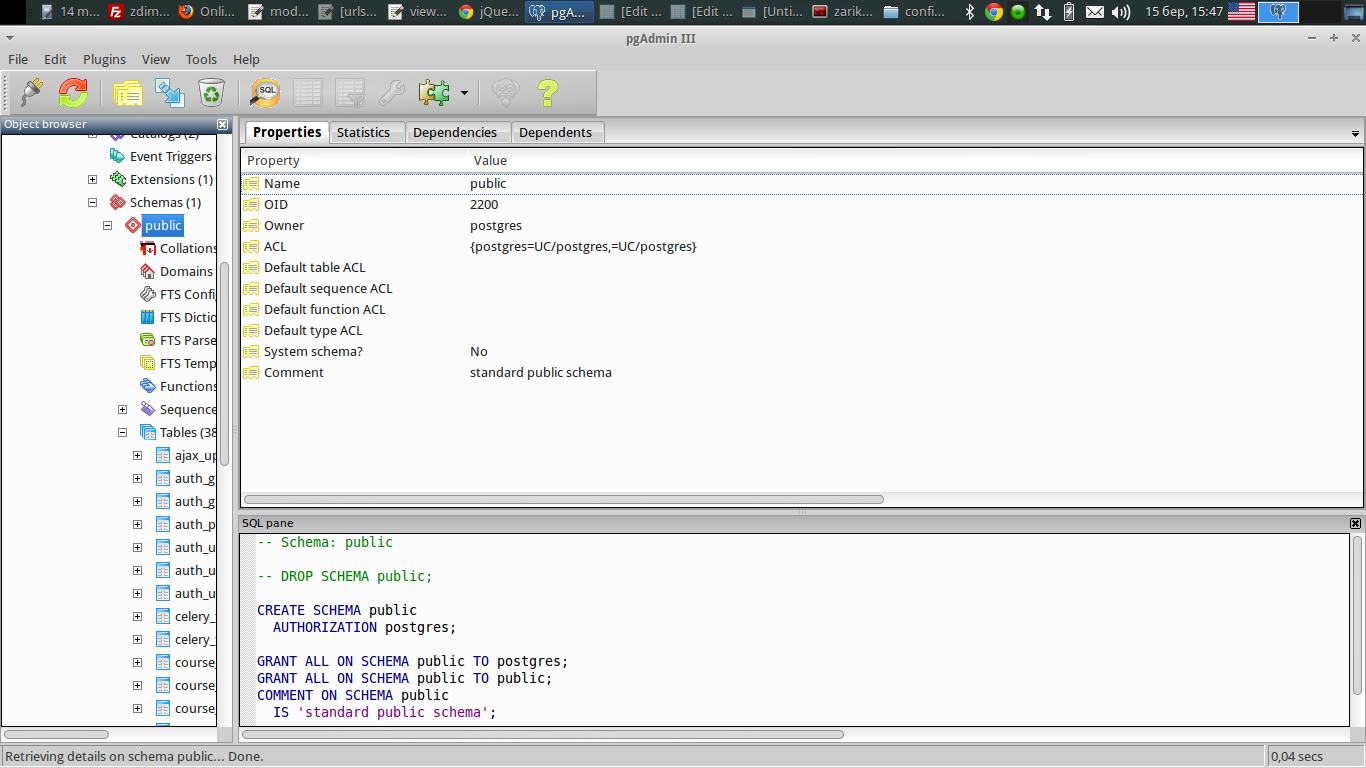 14 m... zdim... Onli... mod... [urls... view... jQue... pgA... [Edit ... [Edit ... [Unti... zarik... confi... 15 бер, 15:47
pgAdmin III
File Edit Plugins View Tools Help
SQL
Object browser
Properties Statistics Dependencies Dependents
Catalogs (2)
Event Triggers
Extensions (1)
Schemas (1)
public
Collations
Domains
FTS Confi
FTS Dictio
FTS Parse
FTS Temp
Functions
Sequence
Tables (38
ajax_up
auth_g
auth_g
auth_p
auth_u
auth_u
auth_u
celery_
celery_
course_
course_
course_
Property Value
Name public
OID 2200
Owner postgres
ACL {postgres=UC/postgres,=UC/postgres}
Default table ACL
Default sequence ACL
Default function ACL
Default type ACL
System schema? No
Comment standard public schema
SQL pane
-- Schema: public
-- DROP SCHEMA public;
CREATE SCHEMA public
AUTHORIZATION postgres;
GRANT ALL ON SCHEMA public TO postgres;
GRANT ALL ON SCHEMA public TO public;
COMMENT ON SCHEMA public
IS 'standard public schema';
Retrieving details on schema public... Done. 0,04 secs